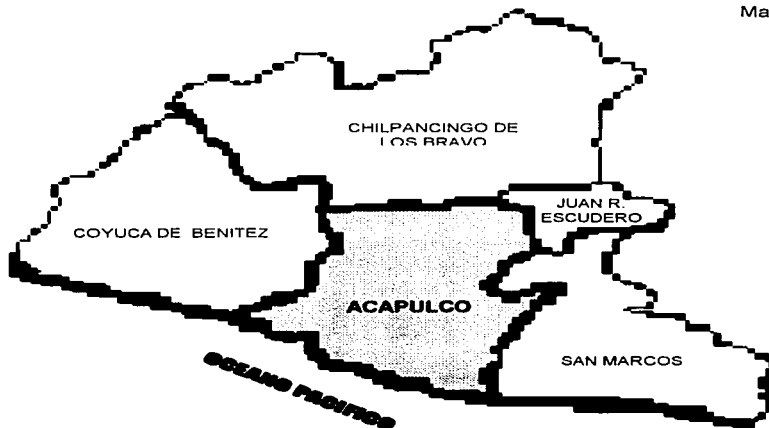 Ma
CHILPANCINGO DE
LOS BRAVO
JUAN R.
ESCUDERO
COYUCA DE BENITEZ
ACAPULCO
SAN MARCOS
OCEANO PACIFICO